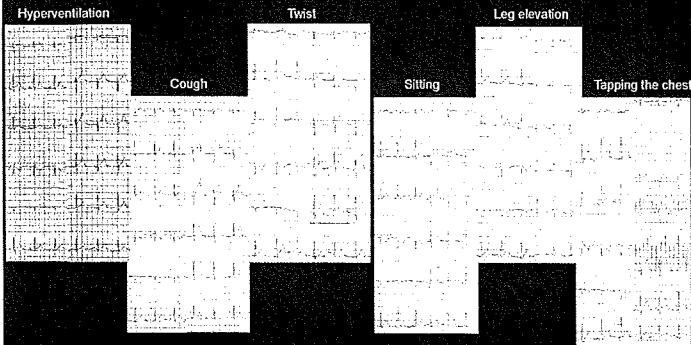 Hyperventilation
Cough
Twist
Sitting
Leg elevation
Tapping the chest